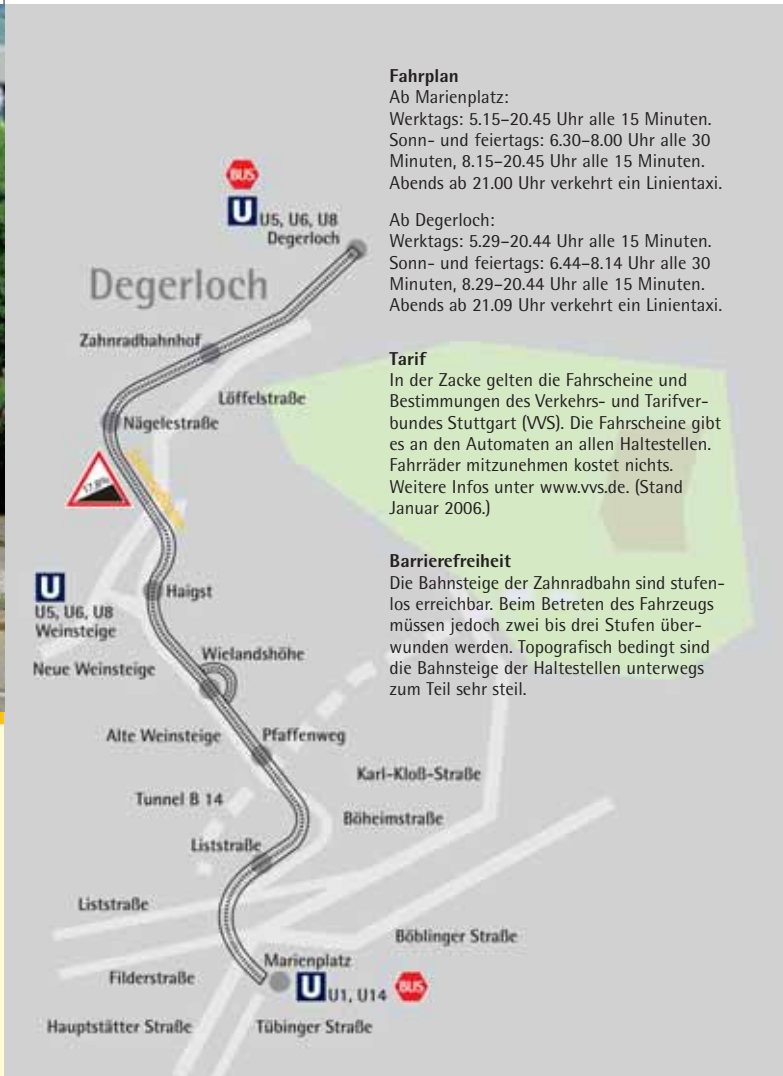 Fahrplan
Ab Marienplatz:
Werktags: 5.15–20.45 Uhr alle 15 Minuten.
Sonn- und feiertags: 6.30–8.00 Uhr alle 30
Minuten, 8.15–20.45 Uhr alle 15 Minuten.
Abends ab 21.00 Uhr verkehrt ein Linientaxi.
Ab Degerloch:
Werktags: 5.29–20.44 Uhr alle 15 Minuten.
Sonn- und feiertags: 6.44–8.14 Uhr alle 30
Minuten, 8.29–20.44 Uhr alle 15 Minuten.
Abends ab 21.09 Uhr verkehrt ein Linientaxi.
Tarif
In der Zacke gelten die Fahrscheine und
Bestimmungen des Verkehrs- und Tarifver-
bundes Stuttgart (VVS). Die Fahrscheine gibt
es an den Automaten an allen Haltestellen.
Fahrräder mitzunehmen kostet nichts.
Weitere Infos unter www.vvs.de. (Stand
Januar 2006.)
Barrierefreiheit
Die Bahnsteige der Zahnradbahn sind stufen-
los erreichbar. Beim Betreten des Fahrzeugs
müssen jedoch zwei bis drei Stufen über-
wunden werden. Topografisch bedingt sind
die Bahnsteige der Haltestellen unterwegs
zum Teil sehr steil.
BUS
U U5, U6, U8
Degerloch
Degerloch
Zahnradbahnhof
Löffelstraße
Nägelestraße
17,8%
Haigst
U
U5, U6, U8
Weinsteige
Wielandshöhe
Neue Weinsteige
Alte Weinsteige
Pfaffenweg
Karl-Kloß-Straße
Tunnel B 14
Böheimstraße
Liststraße
Liststraße
Böblinger Straße
Marienplatz
Filderstraße
U U1, U14 BUS
Hauptstätter Straße
Tübinger Straße